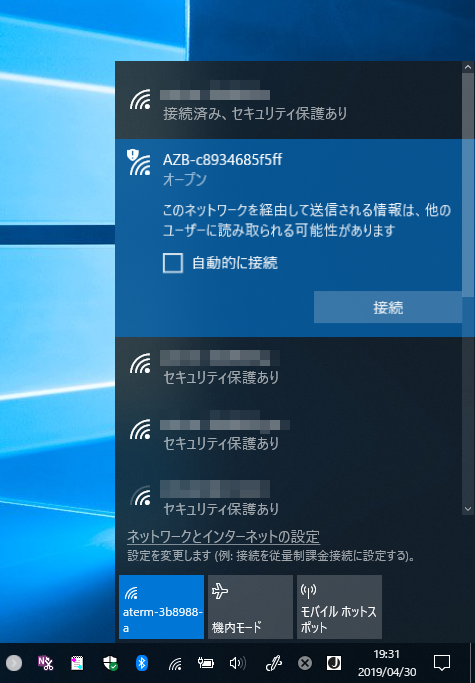 接続済み、セキュリティ保護あり
AZB-c8934685f5ff
オープン
このネットワークを経由して送信される情報は、他の
ユーザーに読み取られる可能性があります
自動的に接続
接続
セキュリティ保護あり
セキュリティ保護あり
セキュリティ保護あり
ネットワークとインターネットの設定
設定を変更します (例: 接続を従量制課金接続に設定する)。
aterm-3b8988-
a
機内モード
モバイル ホットス
ポット
19:31
2019/04/30